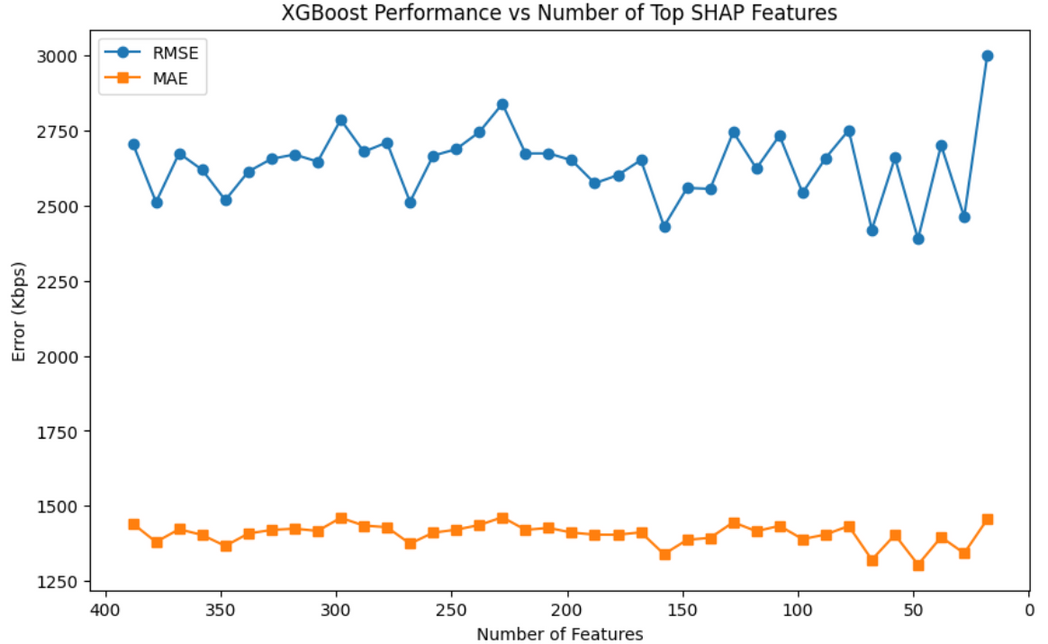 XGBoost Performance vs Number of Top SHAP Features
RMSE
MAE
3000
2750
2500
2250
2000
1750
1500
1250
Error (Kbps)
400 350 300 250 200 150 100 50 0
Number of Features